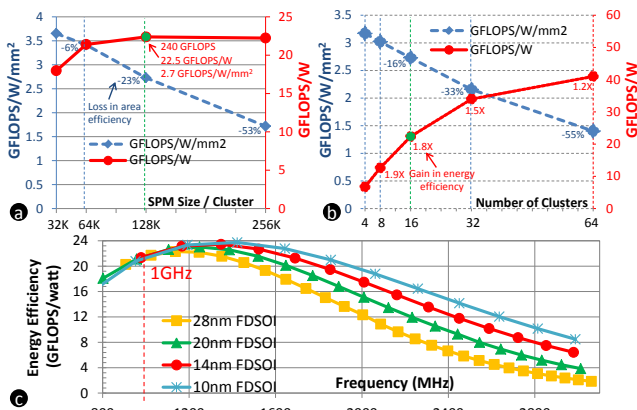 4
3.5
3
2.5
2
1.5
1
0.5
0
GFLOPS/W/mm²
-6%
-23%
-53%
240 GFLOPS
22.5 GFLOPS/W
2.7 GFLOPS/W/mm²
Loss in area
efficiency
GFLOPS/W/mm2
GFLOPS/W
25
20
15
10
5
0
GFLOPS/W
a
SPM Size / Cluster
32K 64K 128K 256K
3.5
3
2.5
2
1.5
1
0.5
0
GFLOPS/W/mm²
GFLOPS/W/mm2
GFLOPS/W
-16%
-33%
-55%
1.9X
1.8X
1.5X
1.2X
Gain in energy
efficiency
60
50
40
30
20
10
0
GFLOPS/W
b
Number of Clusters
4 8 16 32 64
Energy Efficiency
(GFLOPS/watt)
24
20
16
12
8
4
0
1GHz
28nm FDSOI
20nm FDSOI
14nm FDSOI
10nm FDSOI
Frequency (MHz)
c